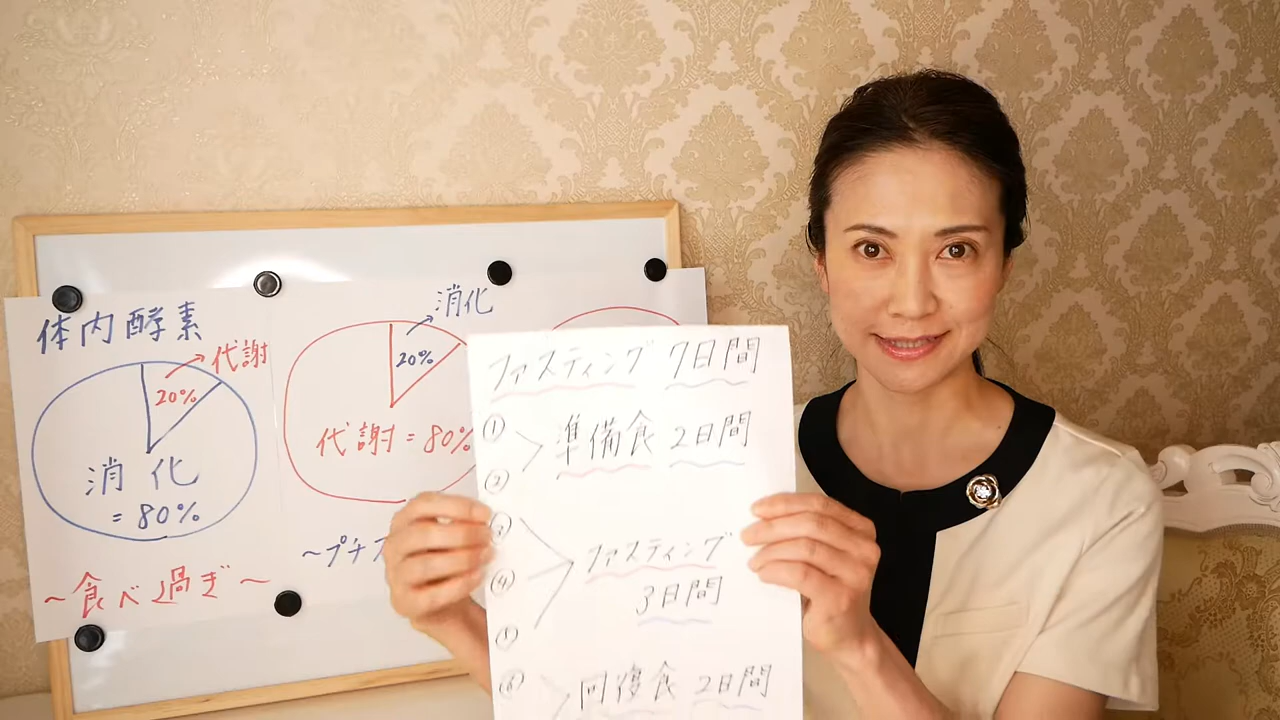 体内酵素
代謝
20%
消化
=80%
~食べ過ぎ~
消化
20%
代謝=80%
~プチ
ファスティング 7日間
①
準備食 2日間
②
③
ファスティング
④
3日間
⑤
⑥
回復食 2日間